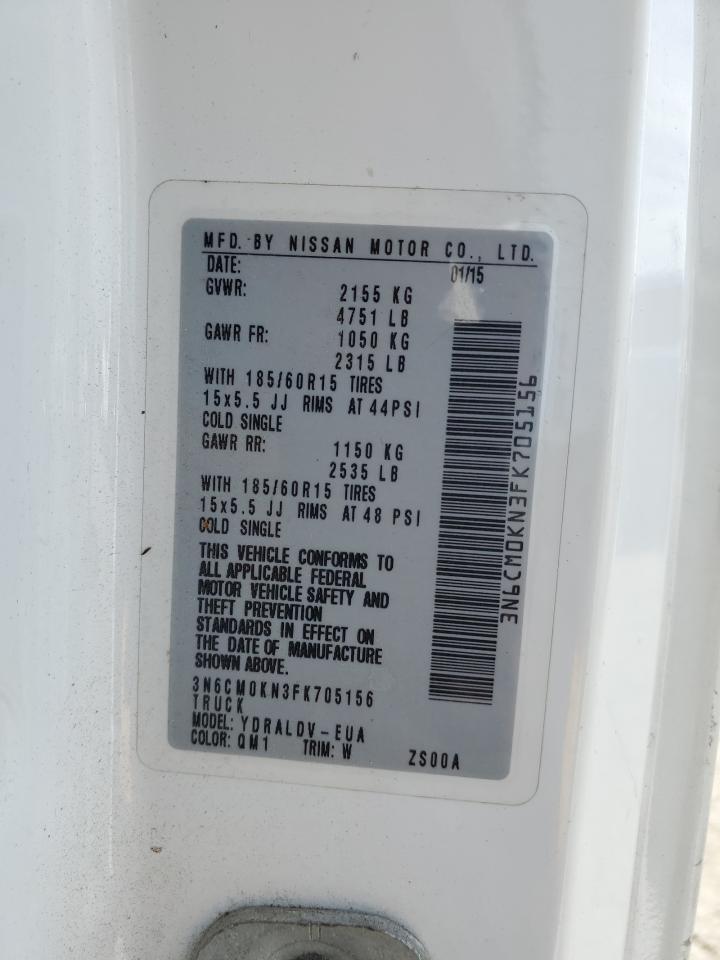 MFD. BY NISSAN MOTOR CO., LTD.
DATE: 01/15
GVWR: 2155 KG
4751 LB
GAWR FR: 1050 KG
2315 LB
WITH 185/60R15 TIRES
15x5.5 JJ RIMS AT 44PSI
COLD SINGLE
GAWR RR: 1150 KG
2535 LB
WITH 185/60R15 TIRES
15x5.5 JJ RIMS AT 48 PSI
COLD SINGLE
THIS VEHICLE CONFORMS TO
ALL APPLICABLE FEDERAL
MOTOR VEHICLE SAFETY AND
THEFT PREVENTION
STANDARDS IN EFFECT ON
THE DATE OF MANUFACTURE
SHOWN ABOVE.
3N6CM0KN3FK705156
TRUCK
MODEL: YDRALDV-EUA
COLOR: QM1 TRIM: W ZS00A
3N6CM0KN3FK705156